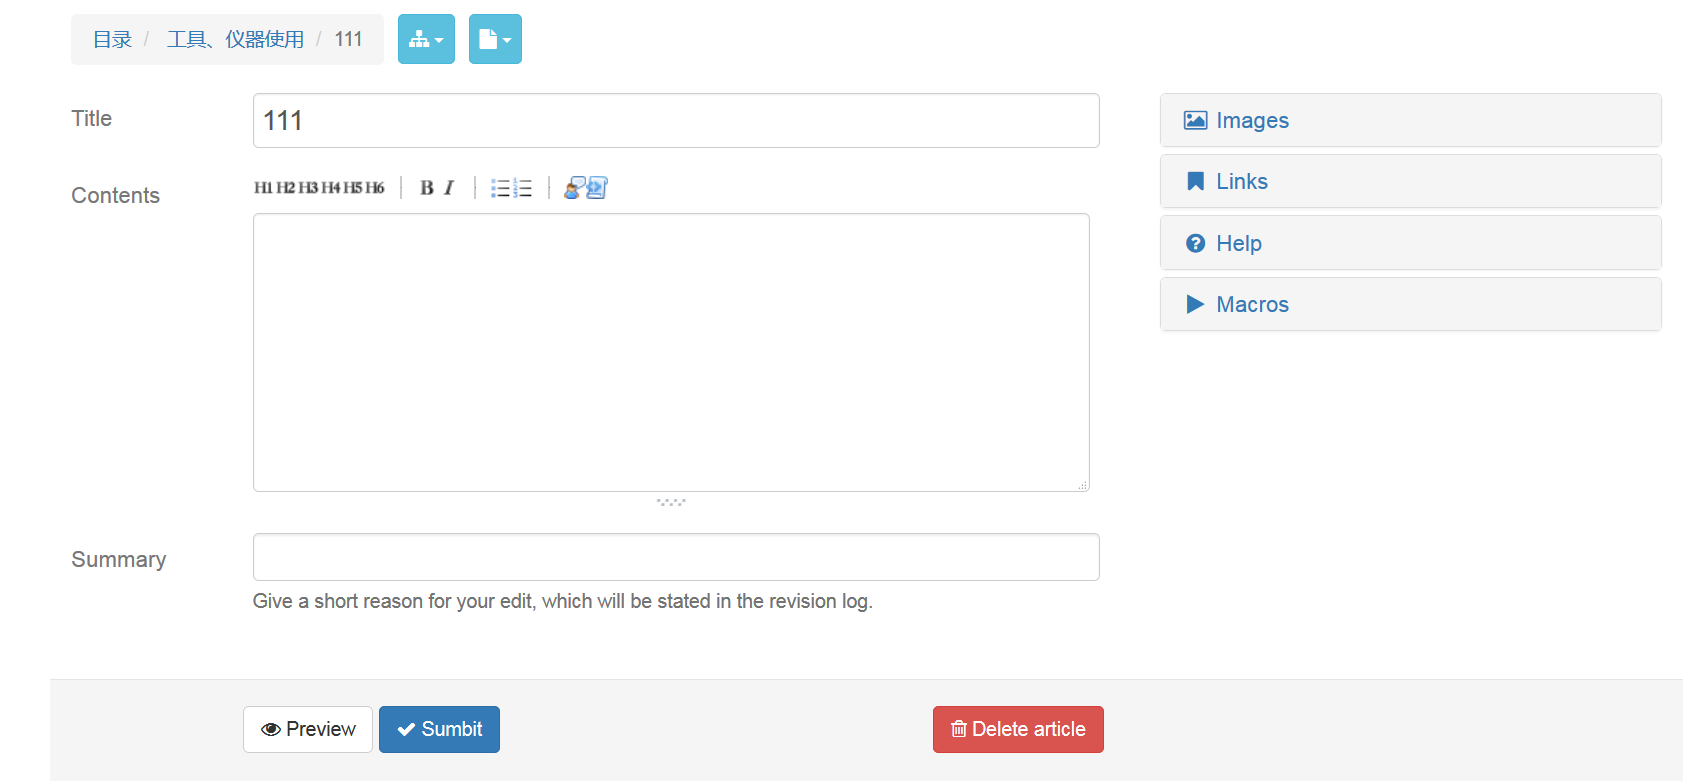 目录 / 工具、仪器使用 / 111
Title
111
Contents
H1 H2 H3 H4 H5 H6 B I
Summary
Give a short reason for your edit, which will be stated in the revision log.
Preview
Sumbit
Delete article
Images
Links
Help
Macros